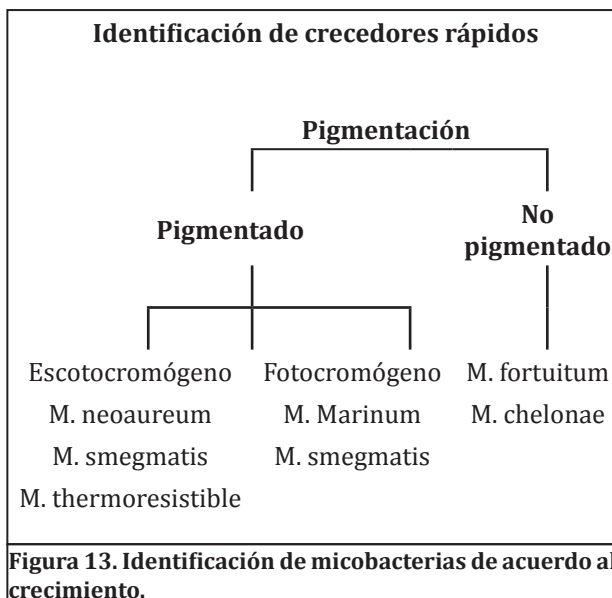 Identificación de crecedores rápidos
Pigmentación
Pigmentado
No
pigmentado
Escotocromógeno
M. neoaureum
M. smegmatis
M. thermoresistible
Fotocromógeno
M. Marinum
M. smegmatis
M. fortuitum
M. chelonae
Figura 13. Identificación de micobacterias de acuerdo al
crecimiento.